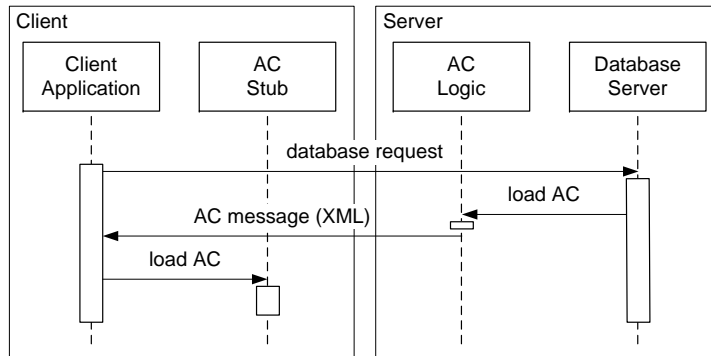 Client
Server
Client
Application
AC
Stub
AC
Logic
Database
Server
database request
load AC
AC message (XML)
load AC